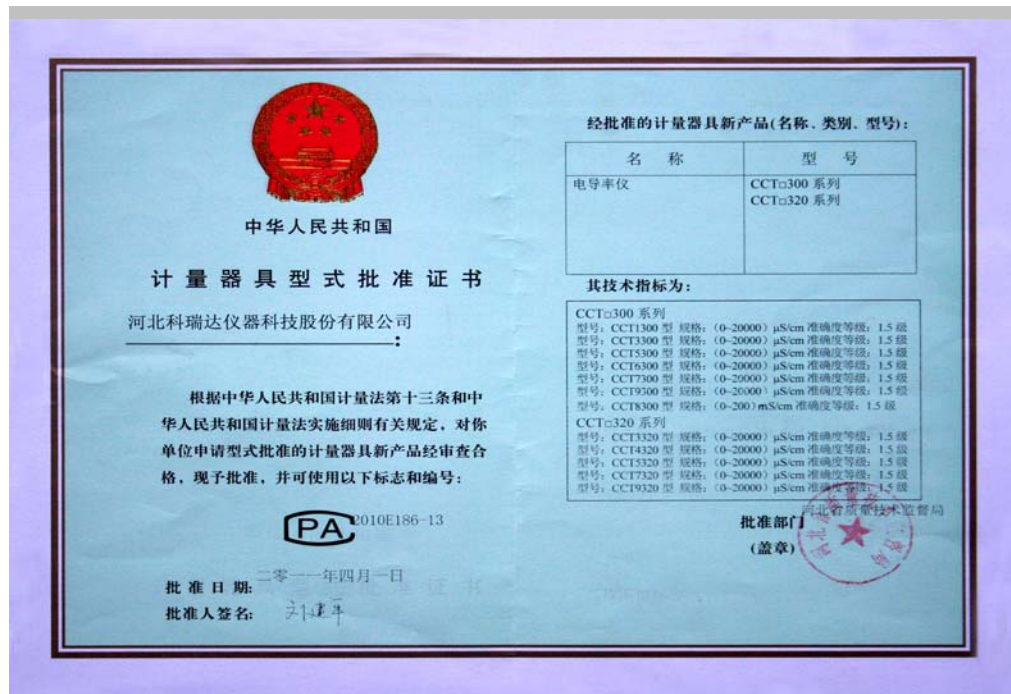 中华人民共和国
计量器具型式批准证书
河北科瑞达仪器科技股份有限公司
:
根据中华人民共和国计量法第十三条和中
华人民共和国计量法实施细则有关规定，对你
单位申请型式批准的计量器具新产品经审查合
格，现予批准，并可使用以下标志和编号：
CPA 2010E186-13
批准日期: 二零一一年四月一日
批准人签名:
经批准的计量器具新产品(名称、类别、型号):
名 称 型 号
电导率仪 CCT□300 系列
CCT□320 系列
其技术指标为:
CCT□300 系列
型号：CCT1300 型 规格：（0~20000）μS/cm 准确度等级：1.5 级
型号：CCT3300 型 规格：（0~20000）μS/cm 准确度等级：1.5 级
型号：CCT5300 型 规格：（0~20000）μS/cm 准确度等级：1.5 级
型号：CCT6300 型 规格：（0~20000）μS/cm 准确度等级：1.5 级
型号：CCT7300 型 规格：（0~20000）μS/cm 准确度等级：1.5 级
型号：CCT9300 型 规格：（0~20000）μS/cm 准确度等级：1.5 级
型号：CCT8300 型 规格：（0~200）mS/cm 准确度等级：1.5 级
CCT□320 系列
型号：CCT3320 型 规格：（0~20000）μS/cm 准确度等级：1.5 级
型号：CCT4320 型 规格：（0~20000）μS/cm 准确度等级：1.5 级
型号：CCT5320 型 规格：（0~20000）μS/cm 准确度等级：1.5 级
型号：CCT7320 型 规格：（0~20000）μS/cm 准确度等级：1.5 级
型号：CCT9320 型 规格：（0~20000）μS/cm 准确度等级：1.5 级
批准部门 河北省质量技术监督局
(盖章)